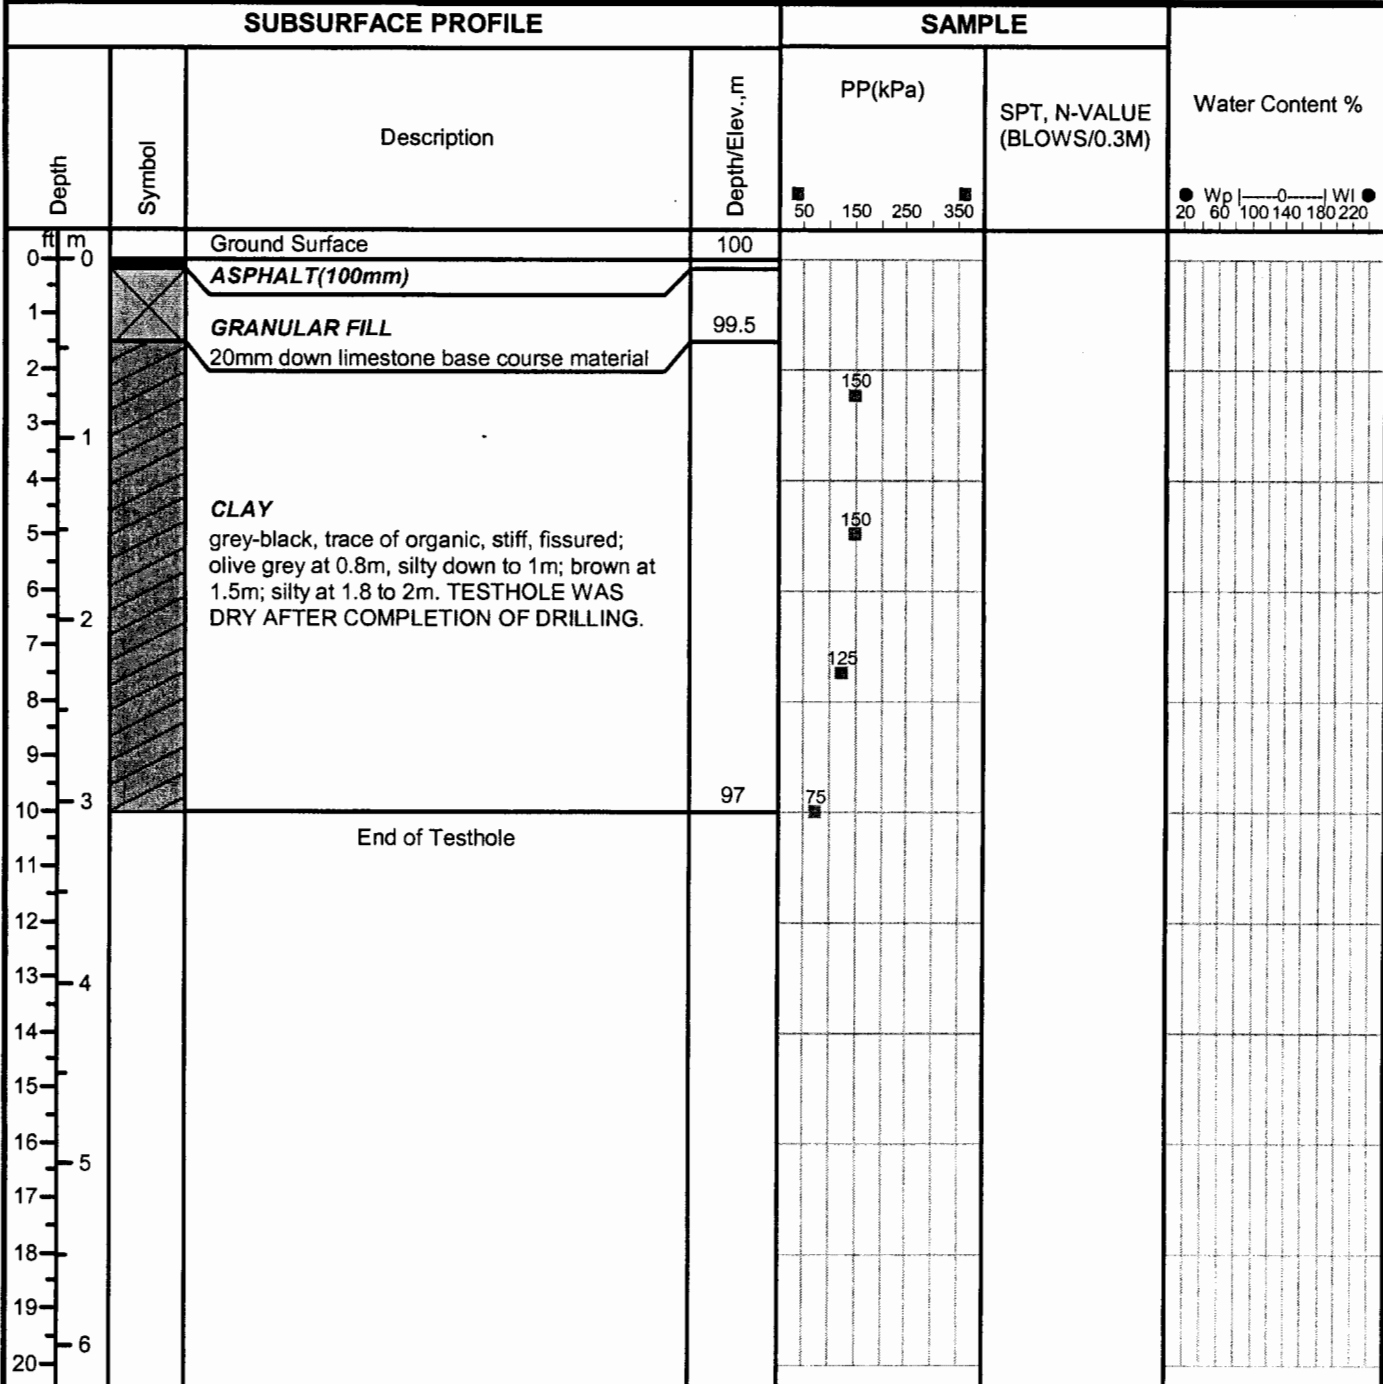 SUBSURFACE PROFILE
SAMPLE
Depth
Symbol
Description
Depth/Elev.,m
PP(kPa)
50 150 250 350
SPT, N-VALUE
(BLOWS/0.3M)
Water Content %
Wp |-----0-----| Wl
20 60 100 140 180 220
ft m
0 0
1
2
3
1
4
5
6
2
7
8
9
10
3
11
12
13
4
14
15
16
5
17
18
19
6
20
Ground Surface
100
ASPHALT(100mm)
GRANULAR FILL
99.5
20mm down limestone base course material
CLAY
grey-black, trace of organic, stiff, fissured;
olive grey at 0.8m, silty down to 1m; brown at
1.5m; silty at 1.8 to 2m. TESTHOLE WAS
DRY AFTER COMPLETION OF DRILLING.
97
End of Testhole
150
150
125
75